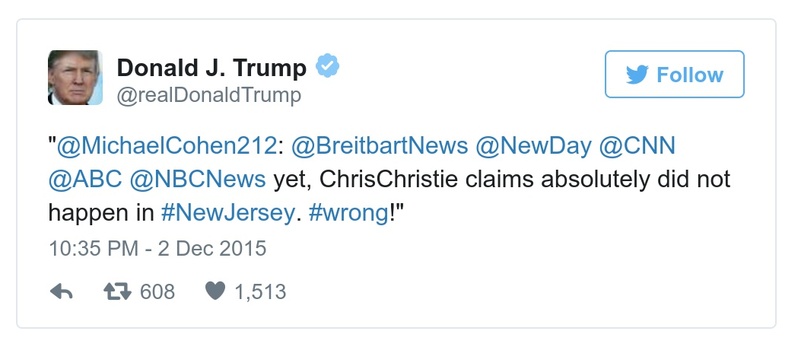 Donald J. Trump
@realDonaldTrump
Follow
"@MichaelCohen212: @BreitbartNews @NewDay @CNN
@ABC @NBCNews yet, ChrisChristie claims absolutely did not
happen in #NewJersey. #wrong!"
10:35 PM - 2 Dec 2015
608 1,513